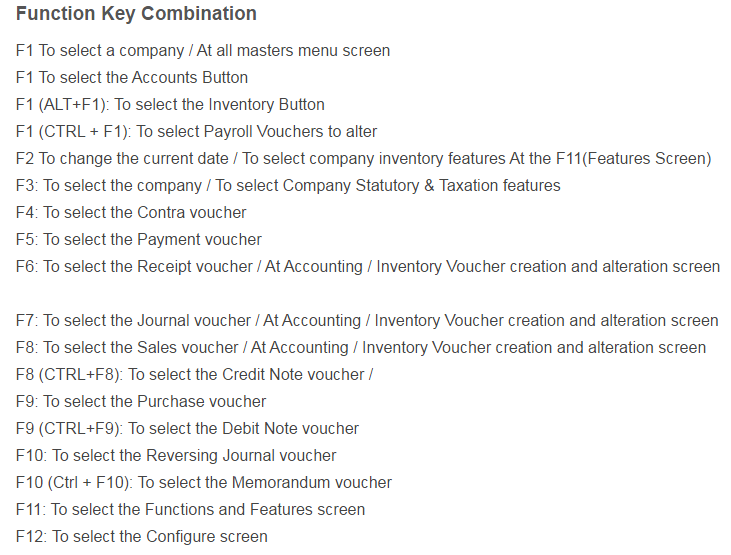 Function Key Combination
F1 To select a company / At all masters menu screen
F1 To select the Accounts Button
F1 (ALT+F1): To select the Inventory Button
F1 (CTRL + F1): To select Payroll Vouchers to alter
F2 To change the current date / To select company inventory features At the F11(Features Screen)
F3: To select the company / To select Company Statutory & Taxation features
F4: To select the Contra voucher
F5: To select the Payment voucher
F6: To select the Receipt voucher / At Accounting / Inventory Voucher creation and alteration screen
F7: To select the Journal voucher / At Accounting / Inventory Voucher creation and alteration screen
F8: To select the Sales voucher / At Accounting / Inventory Voucher creation and alteration screen
F8 (CTRL+F8): To select the Credit Note voucher /
F9: To select the Purchase voucher
F9 (CTRL+F9): To select the Debit Note voucher
F10: To select the Reversing Journal voucher
F10 (Ctrl + F10): To select the Memorandum voucher
F11: To select the Functions and Features screen
F12: To select the Configure screen